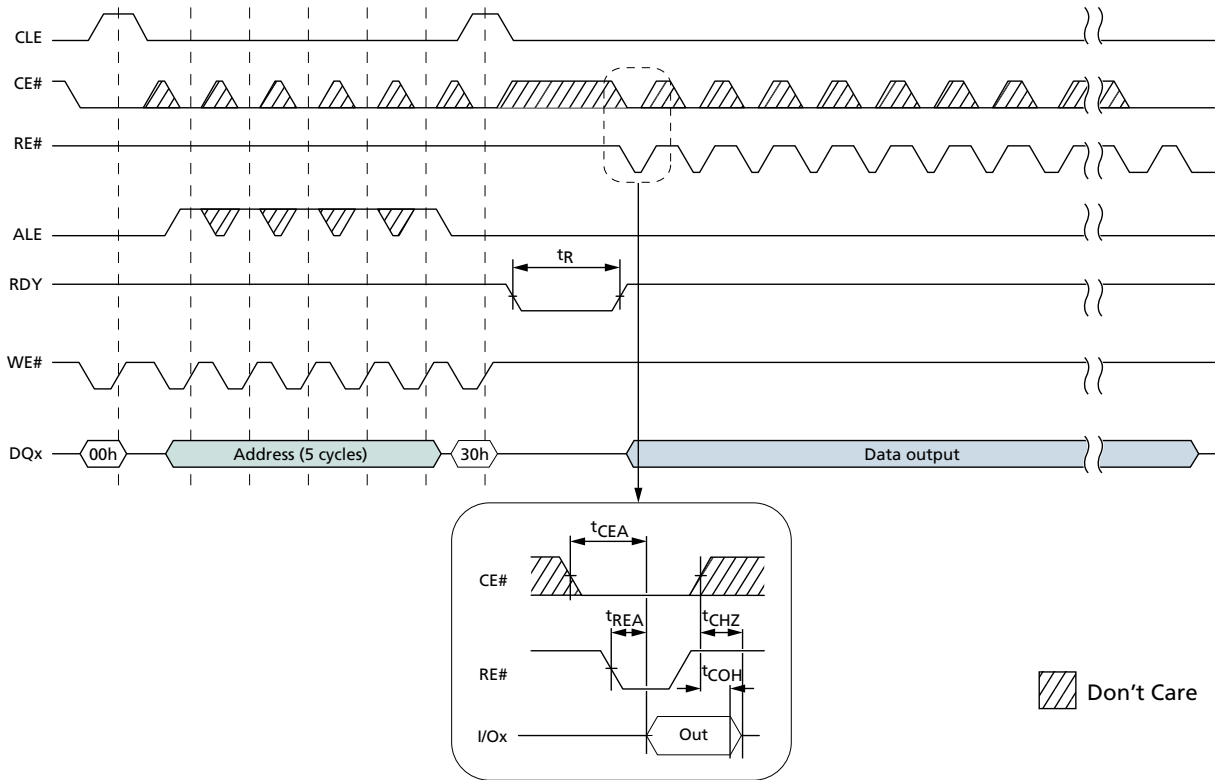 CLE
CE#
RE#
ALE
tR
RDY
WE#
DQx 00h Address (5 cycles) 30h Data output
tCEA
CE#
tREA tCHZ
RE# tCOH
I/Ox Out
Don't Care